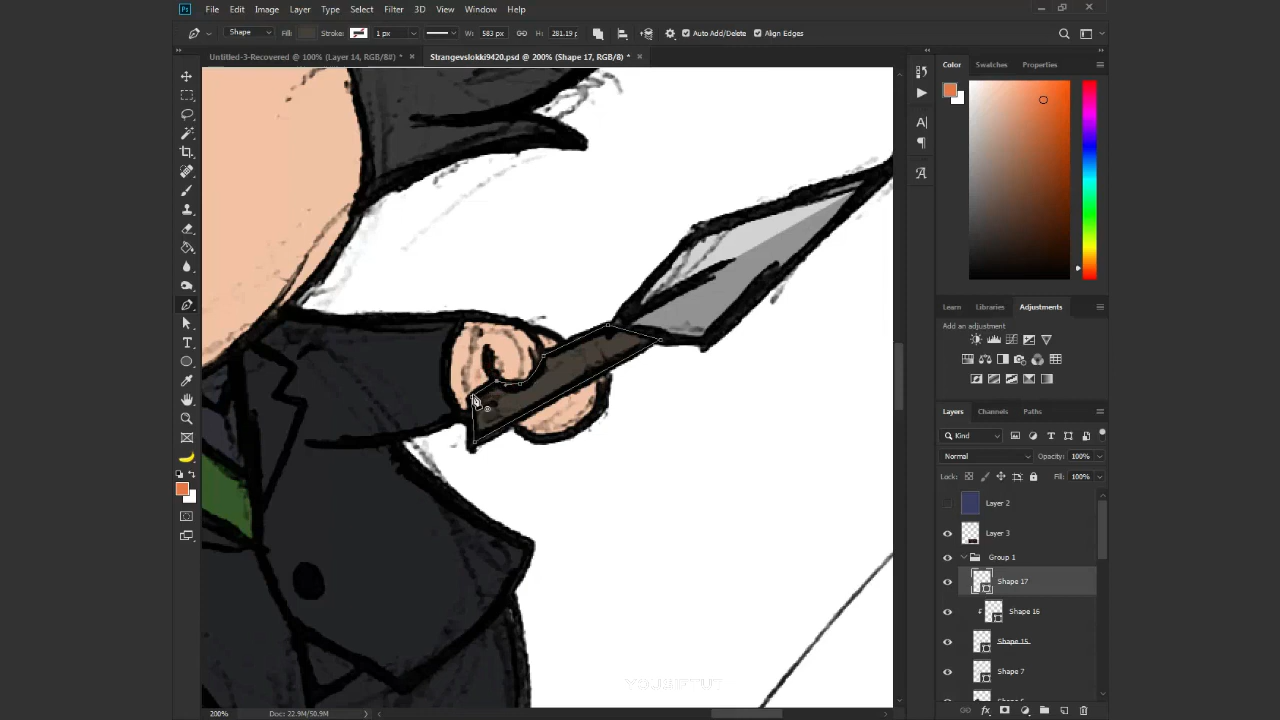 Ps File Edit Image Layer Type Select Filter 3D View Window Help
Shape Fill: Stroke: 1 px W: 583 px H: 281.19 p Auto Add/Delete Align Edges
Untitled-3-Recovered @ 100% (Layer 14, RGB/8#) * × Strangevslokki9420.psd @ 200% (Shape 17, RGB/8) * ×
Color Swatches Properties
Learn Libraries Adjustments
Add an adjustment
Layers Channels Paths
Kind
Normal Opacity: 100%
Lock: Fill: 100%
Layer 2
Layer 3
Group 1
Shape 17
Shape 16
Shape 15
Shape 7
200% Doc: 22.9M/50.9M